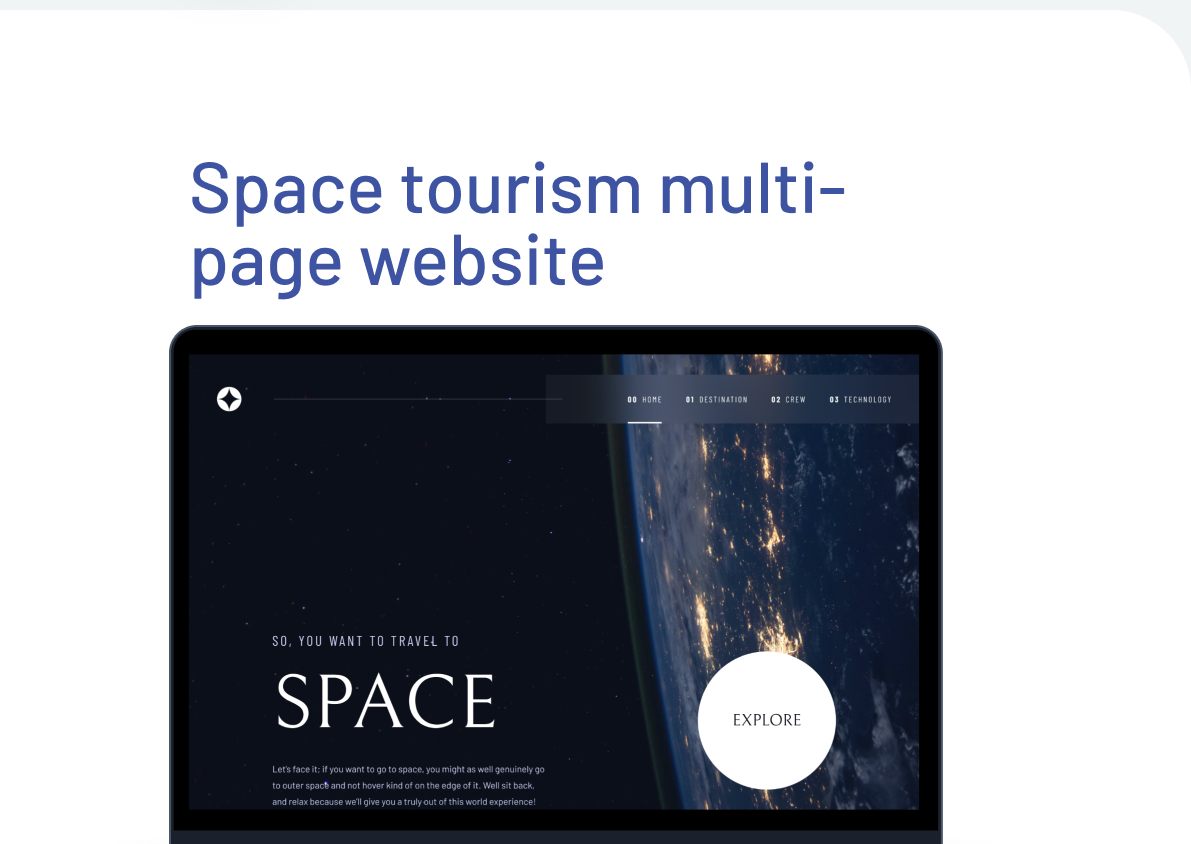 Space tourism multi-
page website
00 HOME 01 DESTINATION 02 CREW 03 TECHNOLOGY
SO, YOU WANT TO TRAVEL TO
SPACE
EXPLORE
Let's face it; if you want to go to space, you might as well genuinely go
to outer space and not hover kind of on the edge of it. Well sit back,
and relax because we'll give you a truly out of this world experience!